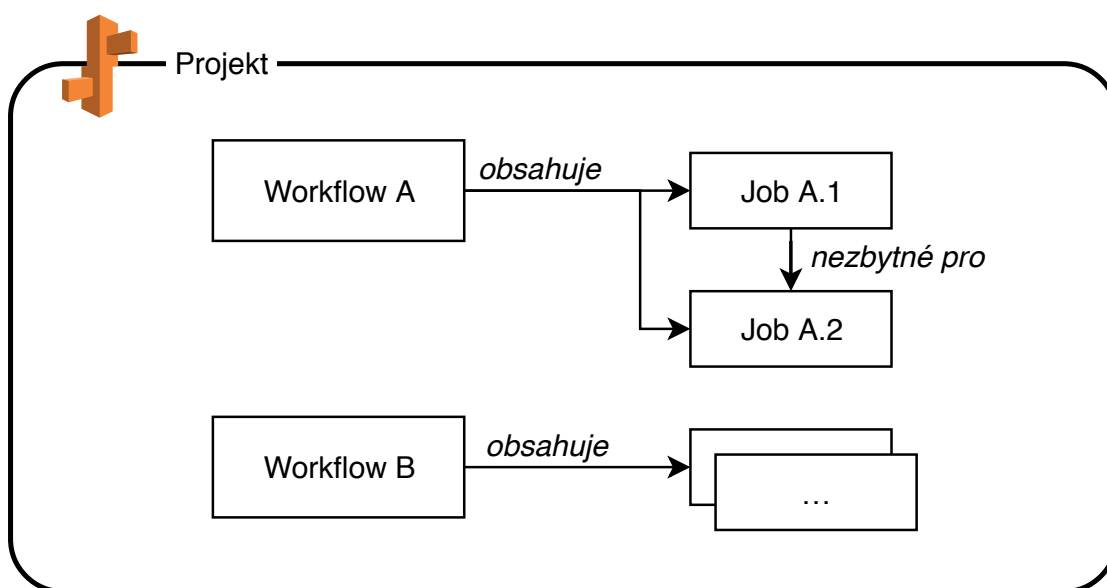 Projekt
Workflow A
obsahuje
Job A.1
nezbytné pro
Job A.2
Workflow B
obsahuje
...